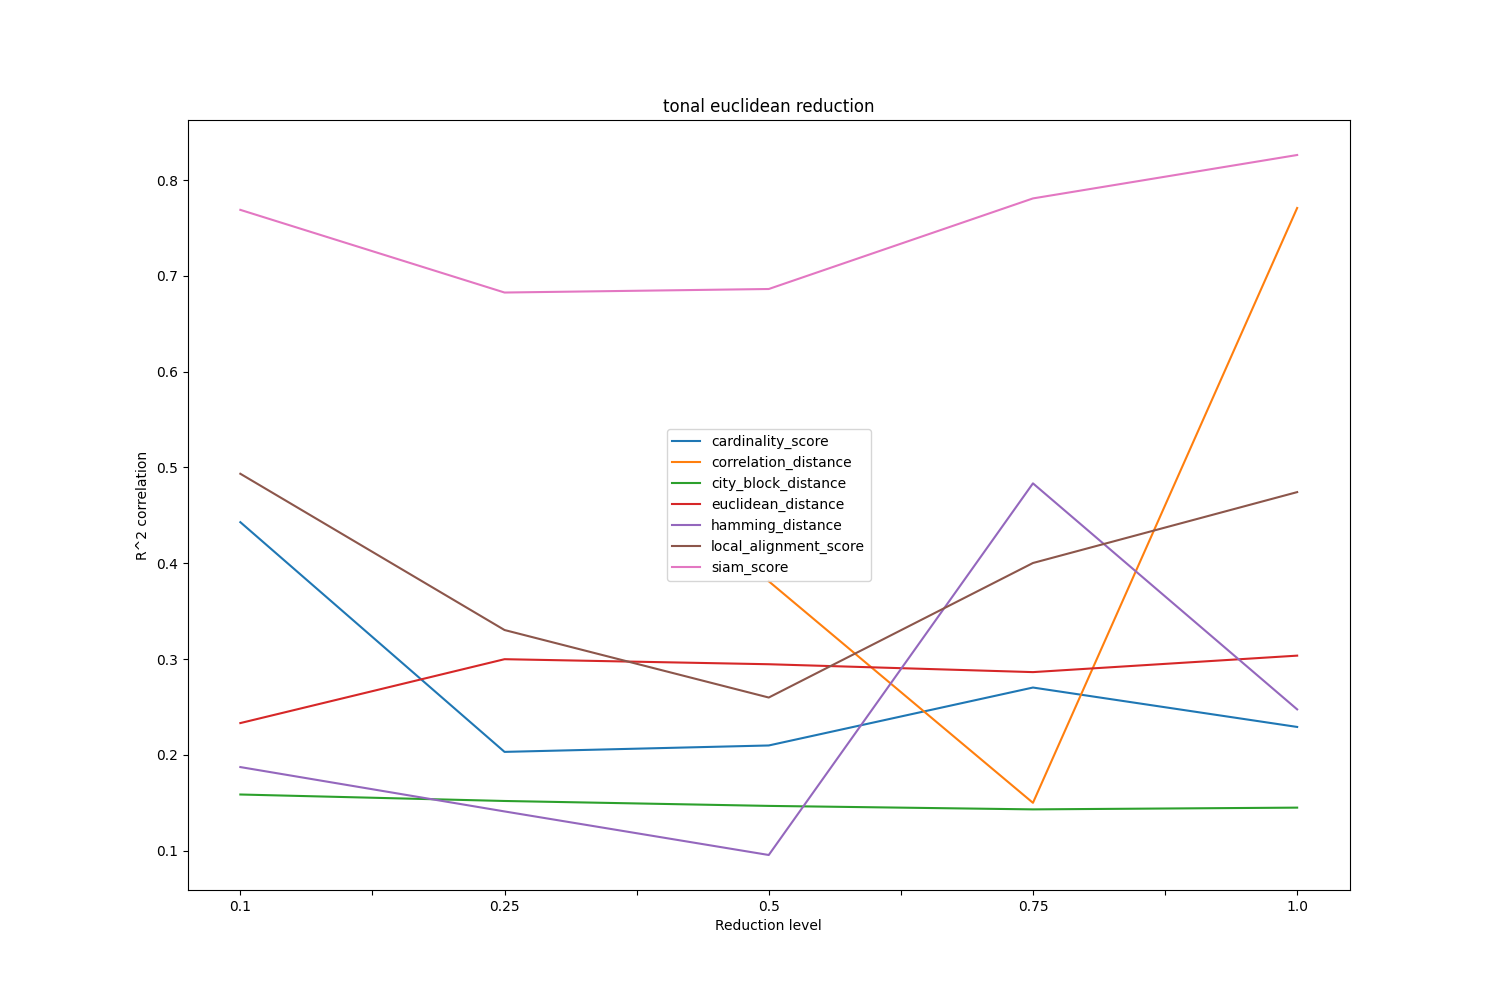 tonal euclidean reduction
0.8
0.7
0.6
0.5
0.4
0.3
0.2
0.1
R^2 correlation
cardinality_score
correlation_distance
city_block_distance
euclidean_distance
hamming_distance
local_alignment_score
siam_score
0.1 0.25 0.5 0.75 1.0
Reduction level